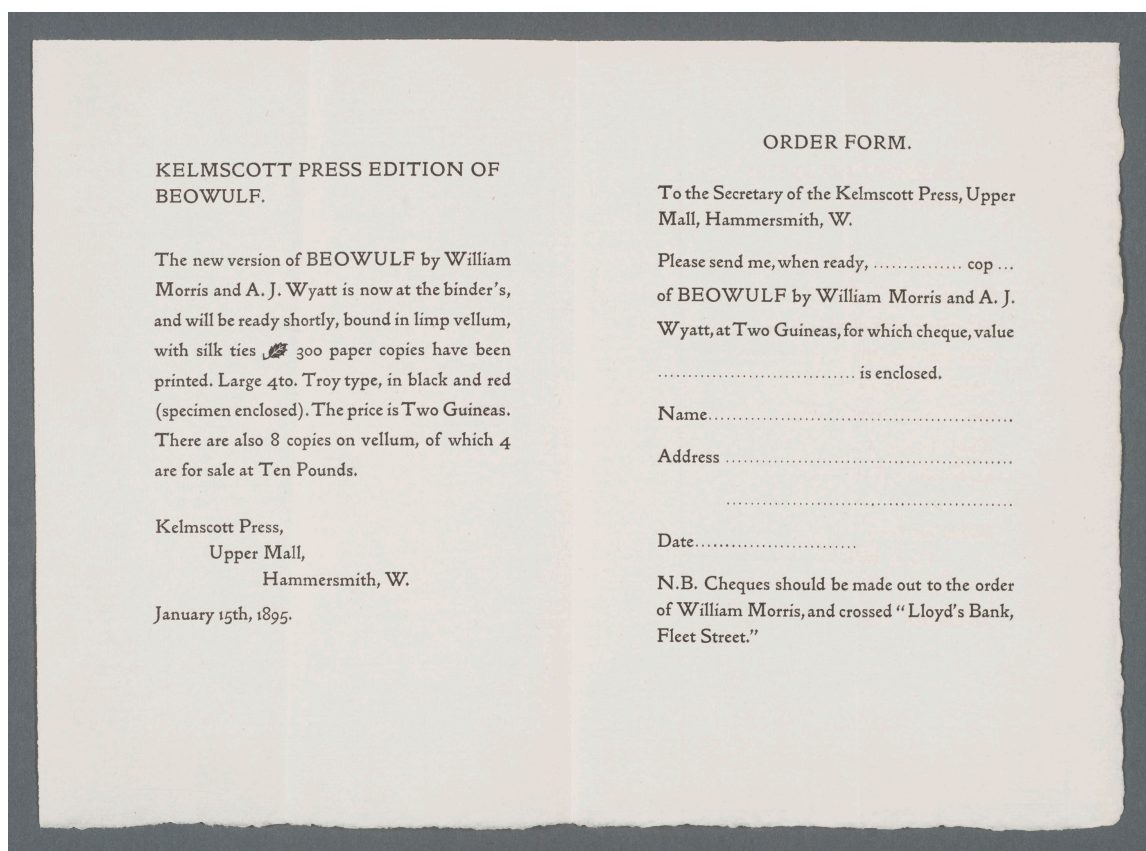 KELMSCOTT PRESS EDITION OF
BEOWULF.
The new version of BEOWULF by William
Morris and A. J. Wyatt is now at the binder's,
and will be ready shortly, bound in limp vellum,
with silk ties 300 paper copies have been
printed. Large 4to. Troy type, in black and red
(specimen enclosed). The price is Two Guineas.
There are also 8 copies on vellum, of which 4
are for sale at Ten Pounds.
Kelmscott Press,
Upper Mall,
Hammersmith, W.
January 15th, 1895.
ORDER FORM.
To the Secretary of the Kelmscott Press, Upper
Mall, Hammersmith, W.
Please send me, when ready, ............... cop ...
of BEOWULF by William Morris and A. J.
Wyatt, at Two Guineas, for which cheque, value
................................. is enclosed.
Name....................................................
Address .................................................
.................................................
Date...........................
N.B. Cheques should be made out to the order
of William Morris, and crossed "Lloyd's Bank,
Fleet Street."